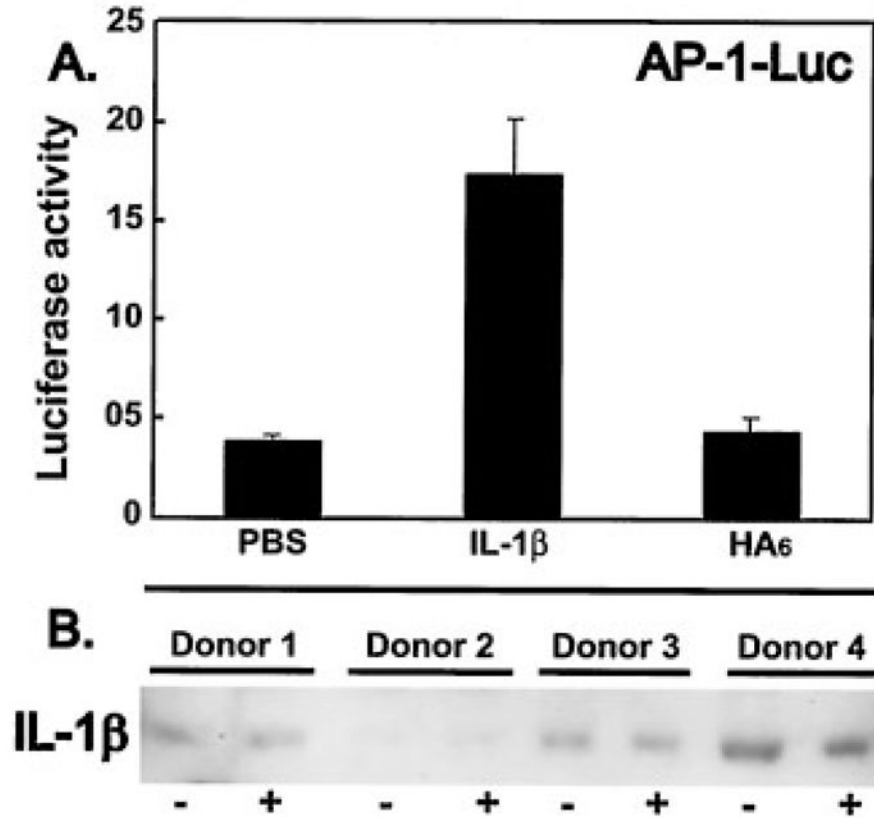 A.
AP-1-Luc
Luciferase activity
25
20
15
10
05
0
PBS IL-1β HA6
B.
Donor 1 Donor 2 Donor 3 Donor 4
IL-1β
- + - + - + - +